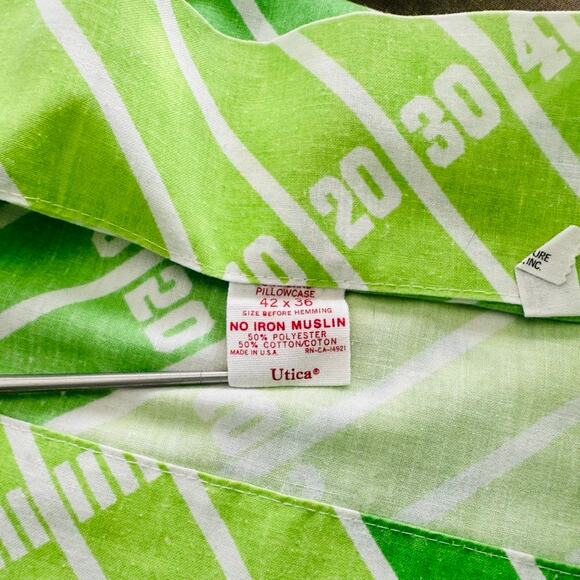 40
30
20
10
20
URE
INC.
PILLOWCASE
42 x 36
SIZE BEFORE HEMMING
NO IRON MUSLIN
50% POLYESTER
50% COTTON/COTON
MADE IN U.S.A. RN-CA-14921
Utica®